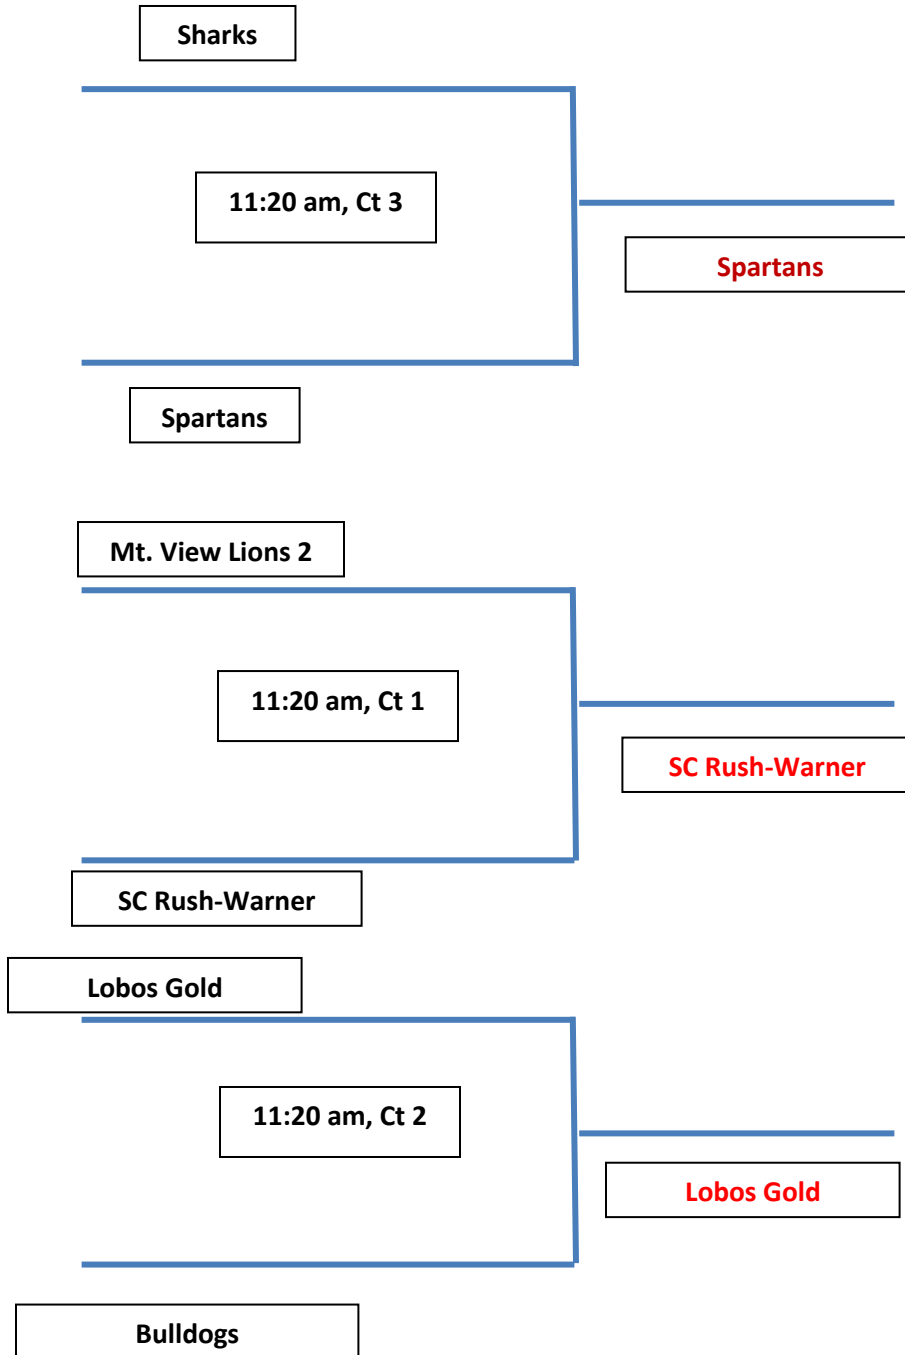 Sharks
11:20 am, Ct 3
Spartans
Spartans
Mt. View Lions 2
11:20 am, Ct 1
SC Rush-Warner
SC Rush-Warner
Lobos Gold
11:20 am, Ct 2
Lobos Gold
Bulldogs